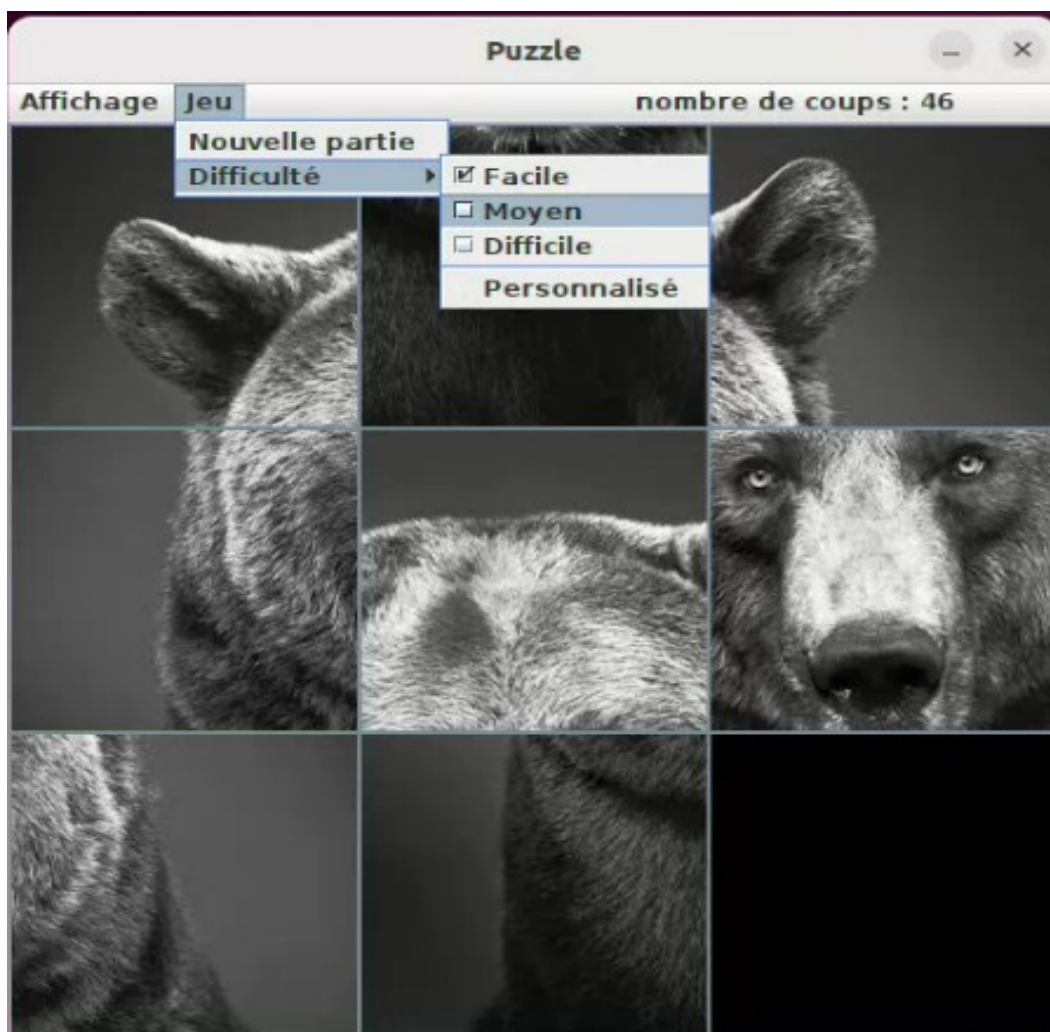 Puzzle
Affichage Jeu nombre de coups : 46
Nouvelle partie
Difficulté
Facile
Moyen
Difficile
Personnalisé